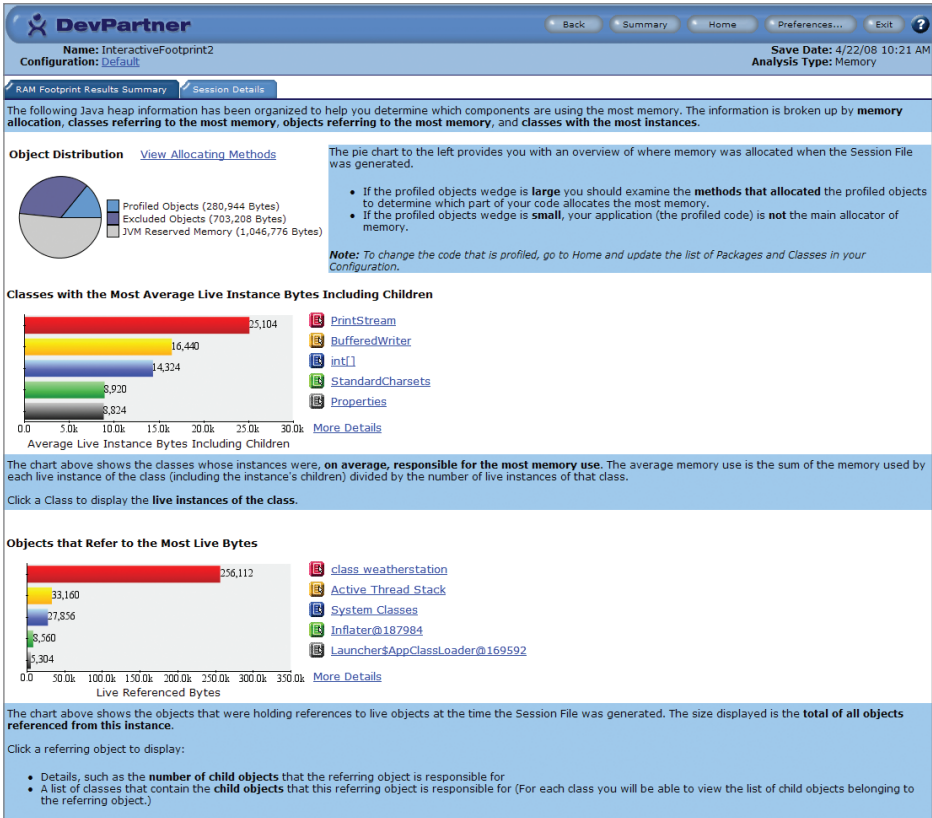 DevPartner
Back
Summary
Home
Preferences...
Exit
?
Name: InteractiveFootprint2
Save Date: 4/22/08 10:21 AM
Configuration: Default
Analysis Type: Memory
RAM Footprint Results Summary
Session Details
The following Java heap information has been organized to help you determine which components are using the most memory. The information is broken up by memory
allocation, classes referring to the most memory, objects referring to the most memory, and classes with the most instances.
Object Distribution
View Allocating Methods
Profiled Objects (280,944 Bytes)
Excluded Objects (703,208 Bytes)
JVM Reserved Memory (1,046,776 Bytes)
The pie chart to the left provides you with an overview of where memory was allocated when the Session File
was generated.
• If the profiled objects wedge is large you should examine the methods that allocated the profiled objects
to determine which part of your code allocates the most memory.
• If the profiled objects wedge is small, your application (the profiled code) is not the main allocator of
memory.
Note: To change the code that is profiled, go to Home and update the list of Packages and Classes in your
Configuration.
Classes with the Most Average Live Instance Bytes Including Children
25,104
16,440
14,324
8,920
8,824
0.0 5.0k 10.0k 15.0k 20.0k 25.0k 30.0k
Average Live Instance Bytes Including Children
PrintStream
BufferedWriter
int[]
StandardCharsets
Properties
More Details
The chart above shows the classes whose instances were, on average, responsible for the most memory use. The average memory use is the sum of the memory used by
each live instance of the class (including the instance's children) divided by the number of live instances of that class.
Click a Class to display the live instances of the class.
Objects that Refer to the Most Live Bytes
256,112
33,160
27,856
8,560
5,304
0.0 50.0k 100.0k 150.0k 200.0k 250.0k 300.0k 350.0k
Live Referenced Bytes
class weatherstation
Active Thread Stack
System Classes
Inflater@187984
Launcher$AppClassLoader@169592
More Details
The chart above shows the objects that were holding references to live objects at the time the Session File was generated. The size displayed is the total of all objects
referenced from this instance.
Click a referring object to display:
• Details, such as the number of child objects that the referring object is responsible for
• A list of classes that contain the child objects that this referring object is responsible for (For each class you will be able to view the list of child objects belonging to
the referring object.)